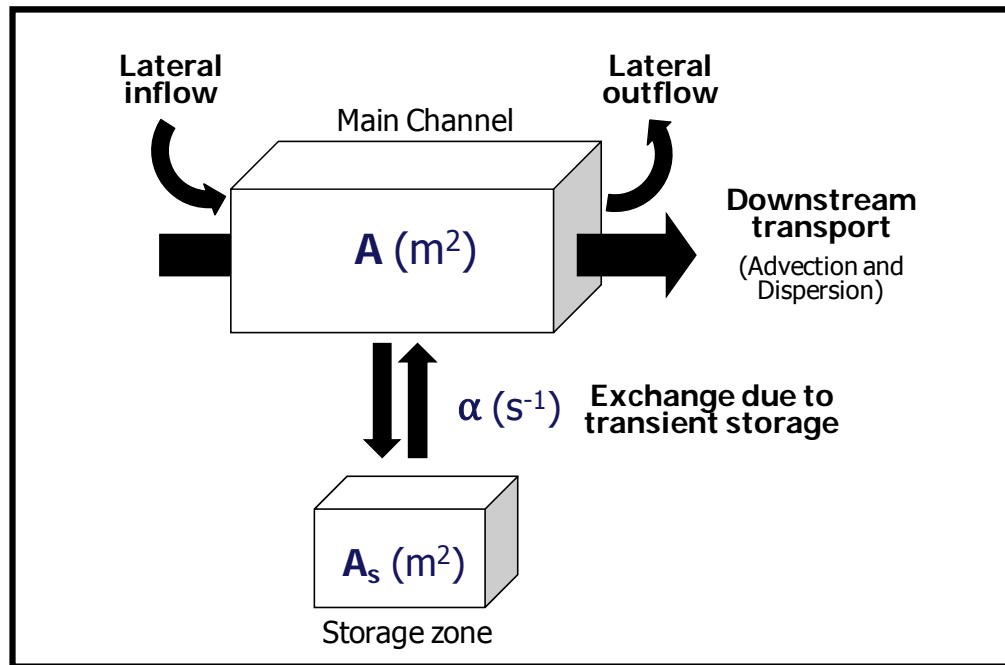 Lateral
inflow
Lateral
outflow
Main Channel
A (m²)
Downstream
transport
(Advection and
Dispersion)
α (s⁻¹)
Exchange due to
transient storage
Aₛ (m²)
Storage zone